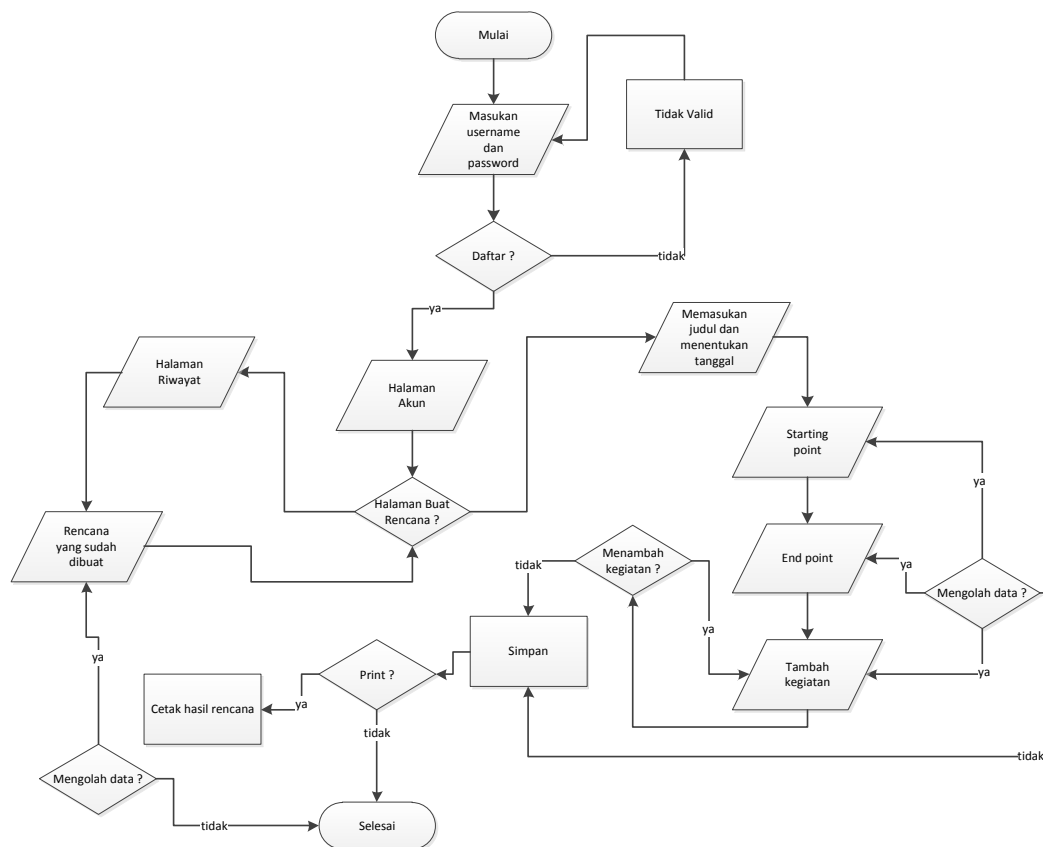 Mulai
Masukan
username
dan
password
Tidak Valid
Daftar ?
tidak
ya
Memasukan
judul dan
menentukan
tanggal
Halaman
Riwayat
Halaman
Akun
Starting
point
ya
Halaman Buat
Rencana ?
Rencana
yang sudah
dibuat
Menambah
kegiatan ?
tidak
End point
ya
Mengolah data ?
ya
ya
Simpan
Print ?
Tambah
kegiatan
ya
ya
Cetak hasil rencana
tidak
tidak
Mengolah data ?
tidak
Selesai